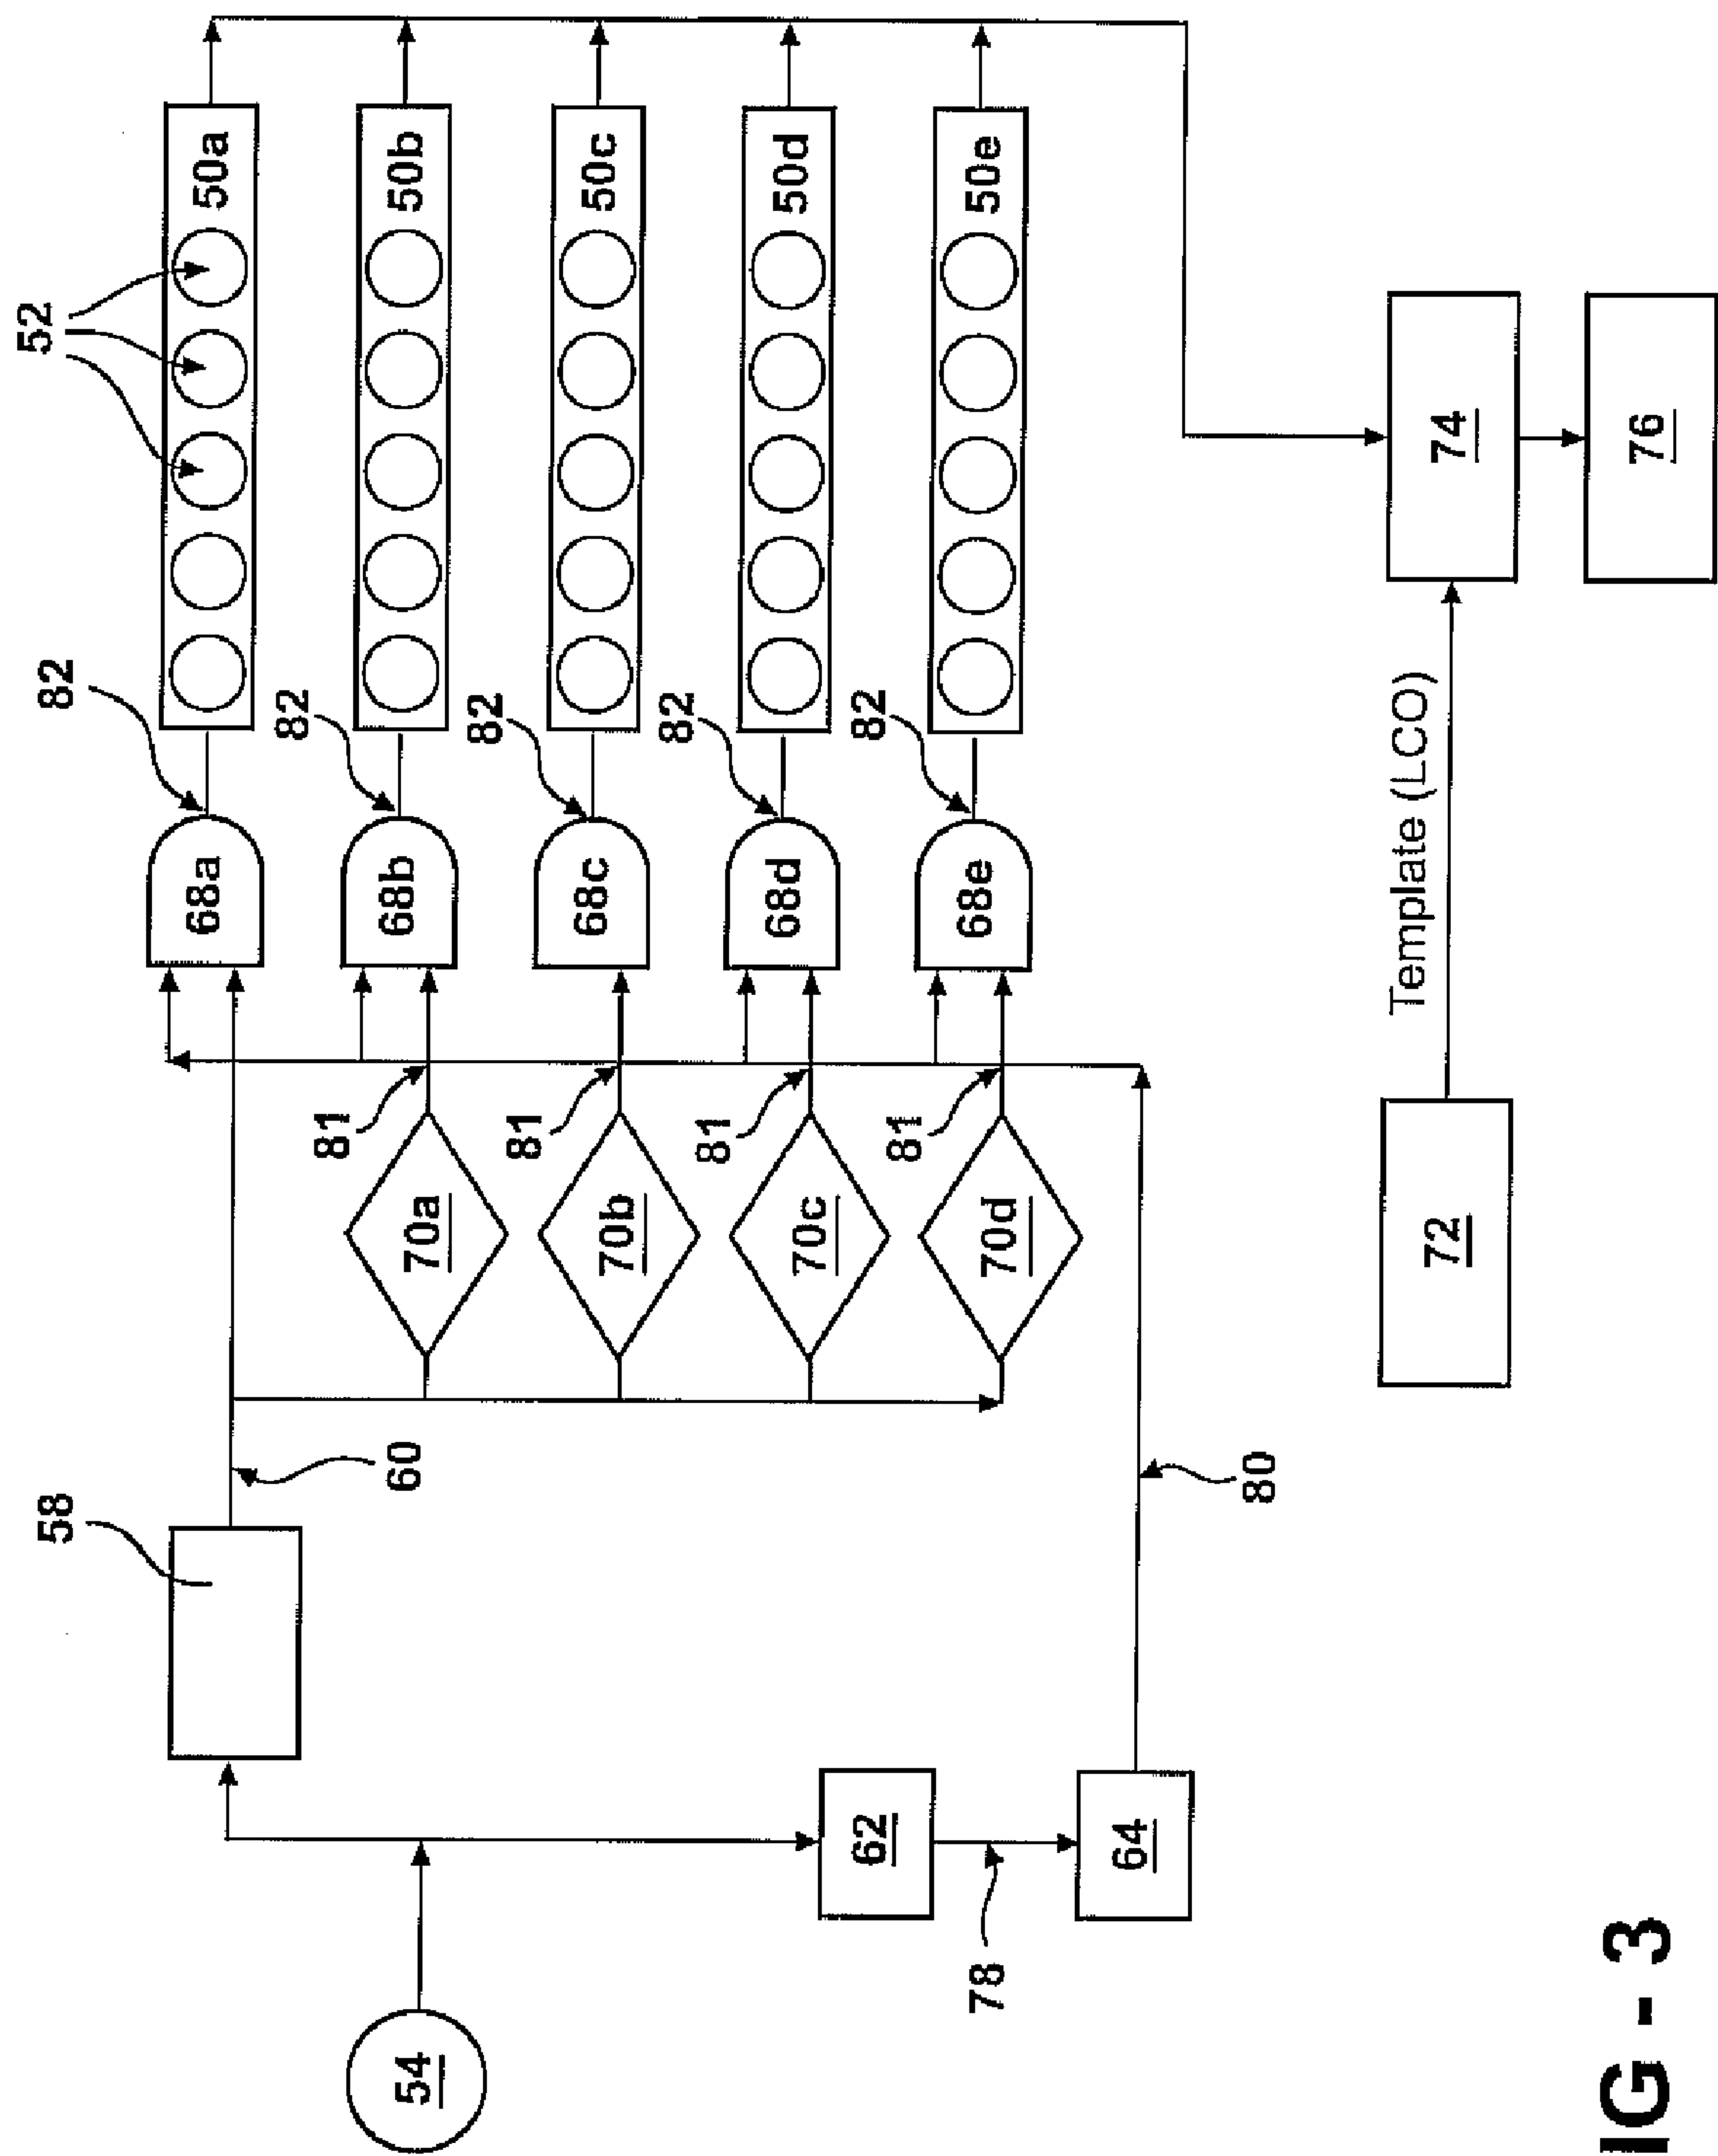 52
58
82
68a
50a
82
81
54
60
70a
68b
50b
82
81
70b
68c
50c
82
81
70c
68d
50d
82
62
81
78
70d
68e
50e
64
80
Template (LCO)
72
74
76
IG - 3